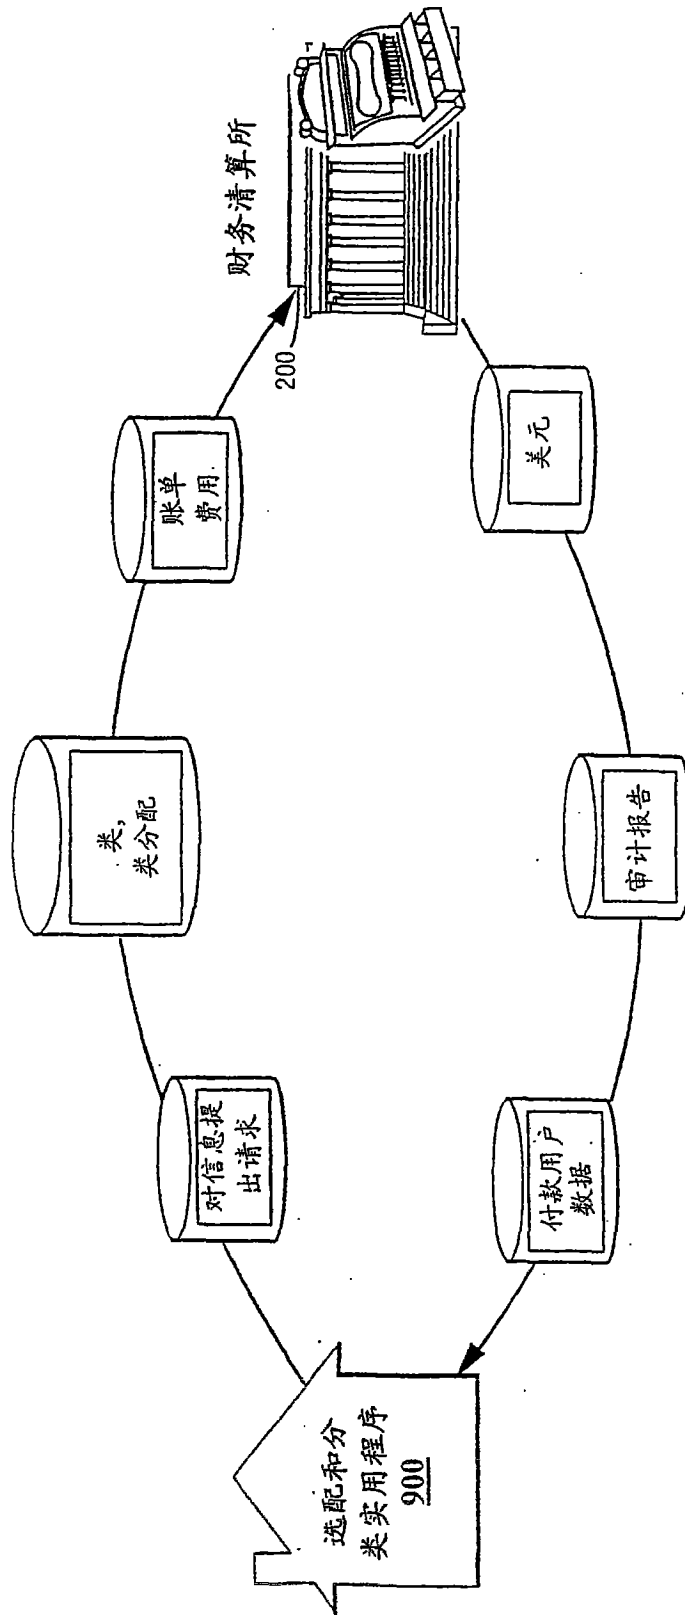 选配和分
类实用程序
900
对信息提
出请求
类,
类分配
账单
费用
200
财务清算所
美元
审计报告
付款用户
数据